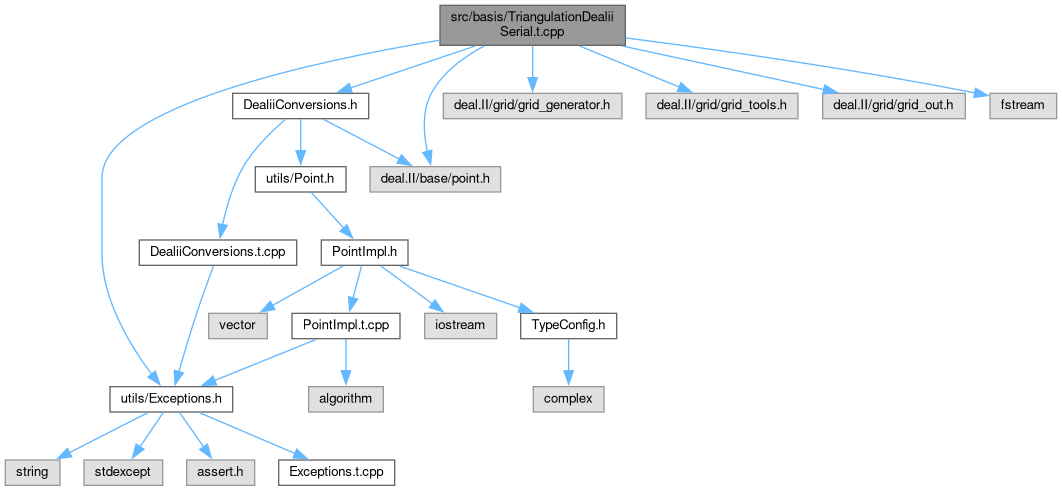 src/basis/TriangulationDealii
Serial.t.cpp
DealiiConversions.h
deal.II/grid/grid_generator.h
deal.II/grid/grid_tools.h
deal.II/grid/grid_out.h
fstream
utils/Point.h
deal.II/base/point.h
DealiiConversions.t.cpp
PointImpl.h
vector
PointImpl.t.cpp
iostream
TypeConfig.h
utils/Exceptions.h
algorithm
complex
string
stdexcept
assert.h
Exceptions.t.cpp